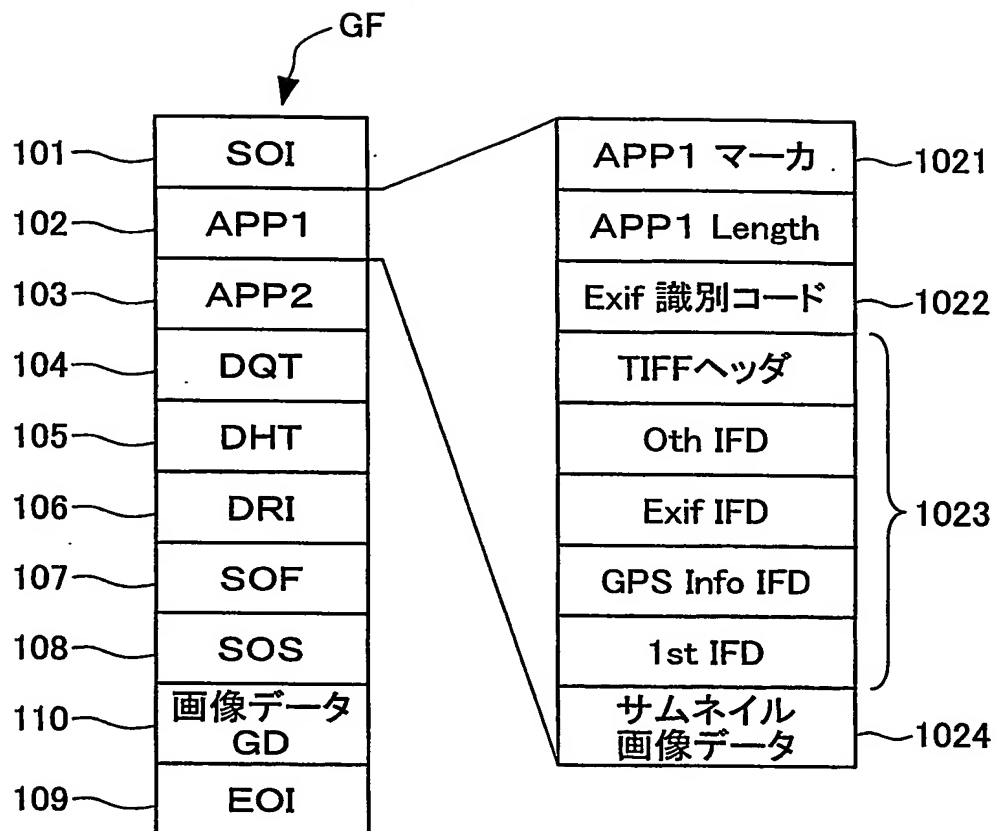 GF
101 SOI
102 APP1
103 APP2
104 DQT
105 DHT
106 DRI
107 SOF
108 SOS
110 画像データ
GD
109 EOI
APP1 マーカ 1021
APP1 Length
Exif 識別コード 1022
TIFFヘッダ
0th IFD
Exif IFD
1023
GPS Info IFD
1st IFD
サムネイル
画像データ 1024